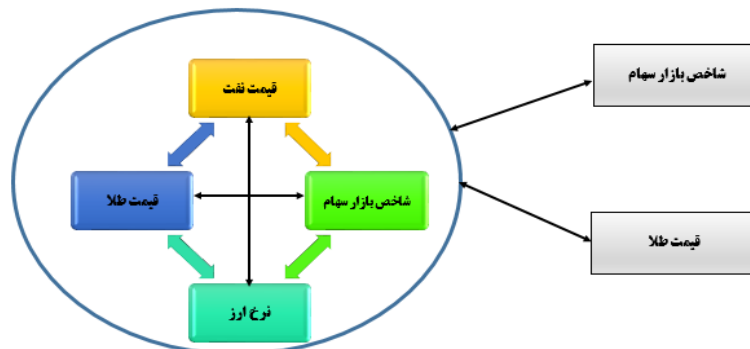 قیمت نفت
شاخص بازار سهام
قیمت طلا
شاخص بازار سهام
قیمت طلا
نرخ ارز